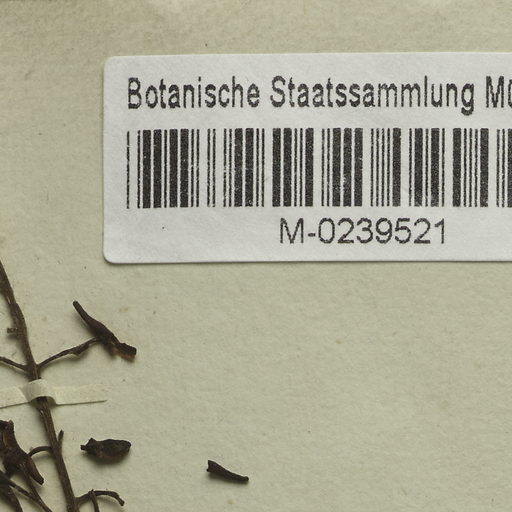 Botanische Staatssammlung
M-0239521